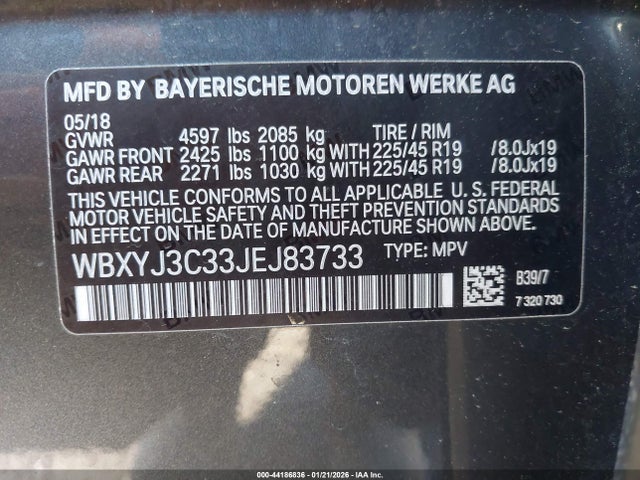 MFD BY BAYERISCHE MOTOREN WERKE AG
05/18
GVWR 4597 lbs 2085 kg TIRE / RIM
GAWR FRONT 2425 lbs 1100 kg WITH 225/45 R19 /8.0Jx19
GAWR REAR 2271 lbs 1030 kg WITH 225/45 R19 /8.0Jx19
THIS VEHICLE CONFORMS TO ALL APPLICABLE U. S. FEDERAL
MOTOR VEHICLE SAFETY AND THEFT PREVENTION STANDARDS
IN EFFECT ON THE DATE OF MANUFACTURE SHOWN ABOVE.
WBXYJ3C33JEJ83733 TYPE: MPV
B39/7
7 320 730
000-44186836 - 01/21/2026 - IAA Inc.